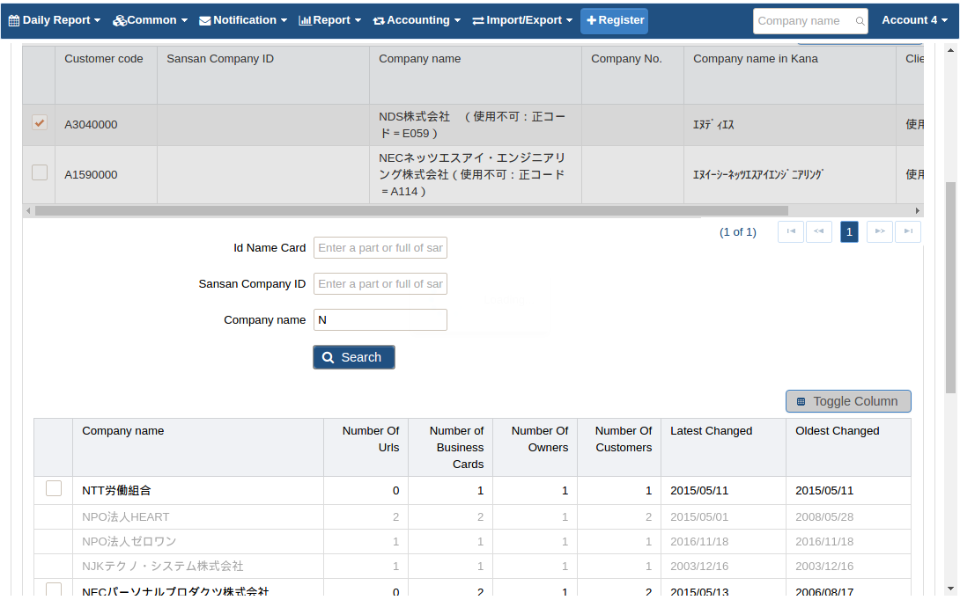 Daily Report Common Notification Report Accounting Import/Export Register Company name Account 4
Customer code Sansan Company ID Company name Company No. Company name in Kana Clie
A3040000 NDS株式会社 （使用不可：正コード＝E059） ｴﾇﾃﾞｨｴｽ 使用
A1590000 NECネッツエスアイ・エンジニアリング株式会社（使用不可：正コード＝A114） ｴﾇｲｰｼｰﾈｯﾂｴｽｱｲｴﾝｼﾞﾆｱﾘﾝｸﾞ 使用
(1 of 1) 1
Id Name Card Enter a part or full of sar
Sansan Company ID Enter a part or full of sar
Company name N
Search
Toggle Column
Company name Number Of Urls Number of Business Cards Number Of Owners Number Of Customers Latest Changed Oldest Changed
NTT労働組合 0 1 1 1 2015/05/11 2015/05/11
NPO法人HEART 2 2 1 2 2015/05/01 2008/05/28
NPO法人ゼロワン 1 1 1 1 2016/11/18 2016/11/18
NJKテクノ・システム株式会社 1 1 1 1 2003/12/16 2003/12/16
NECパーソナルプロダクツ株式会社 0 2 1 2 2015/05/13 2006/08/17